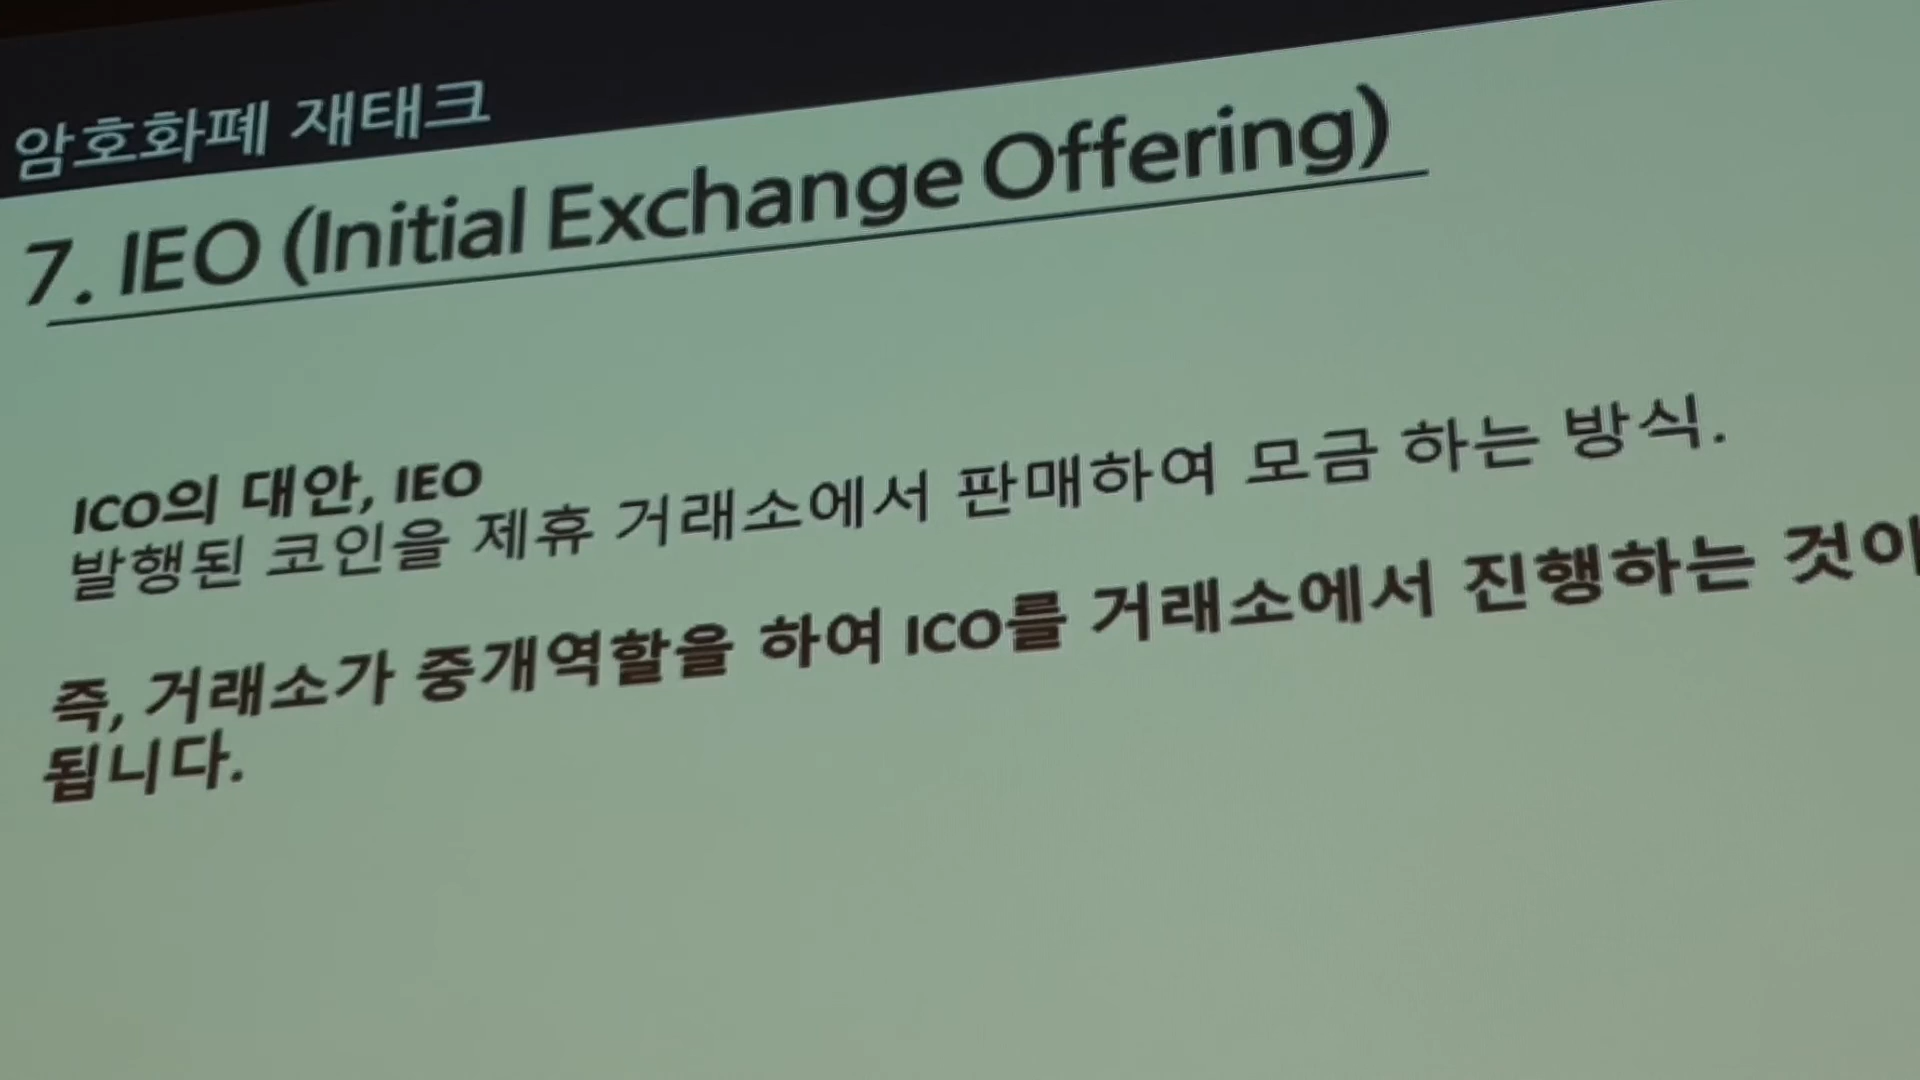 암호화폐 재태크
7. IEO (Initial Exchange Offering)
ICO의 대안, IEO
발행된 코인을 제휴 거래소에서 판매하여 모금 하는 방식.
즉, 거래소가 중개역할을 하여 ICO를 거래소에서 진행하는 것이
됩니다.